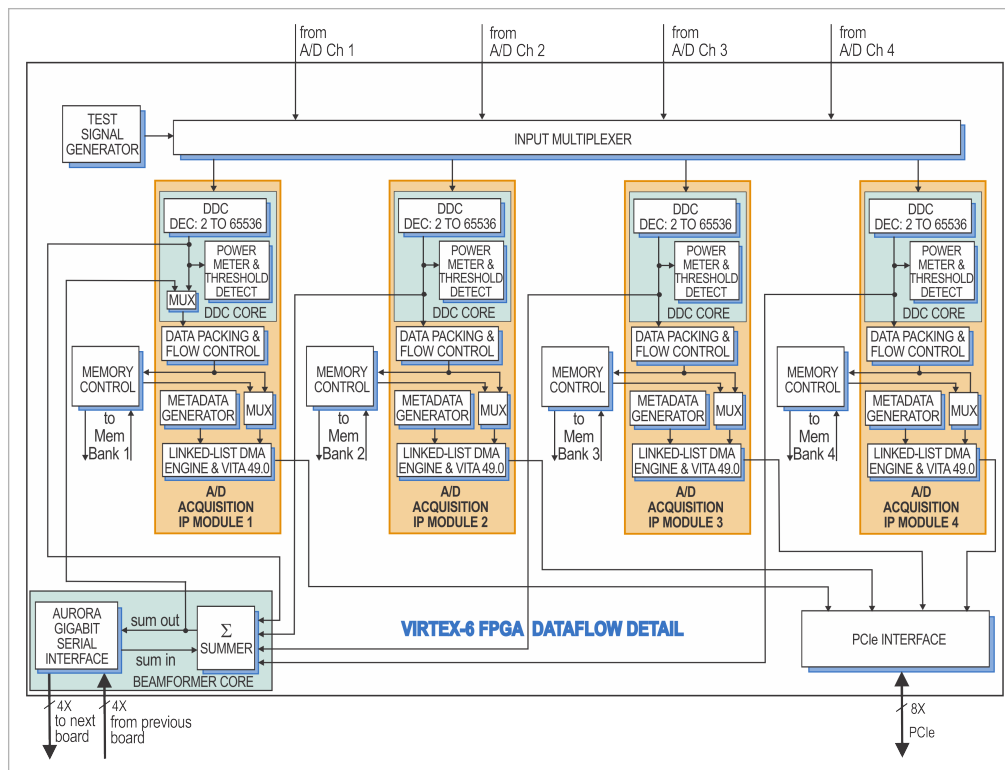 from
A/D Ch 1
from
A/D Ch 2
from
A/D Ch 3
from
A/D Ch 4
TEST
SIGNAL
GENERATOR
INPUT MULTIPLEXER
DDC
DEC: 2 TO 65536
POWER
METER &
THRESHOLD
DETECT
MUX
DDC CORE
DATA PACKING &
FLOW CONTROL
MEMORY
CONTROL
METADATA
GENERATOR
MUX
to
Mem
Bank 1
LINKED-LIST DMA
ENGINE & VITA 49.0
A/D
ACQUISITION
IP MODULE 1
DDC
DEC: 2 TO 65536
POWER
METER &
THRESHOLD
DETECT
DDC CORE
DATA PACKING &
FLOW CONTROL
MEMORY
CONTROL
METADATA
GENERATOR
MUX
to
Mem
Bank 2
LINKED-LIST DMA
ENGINE & VITA 49.0
A/D
ACQUISITION
IP MODULE 2
DDC
DEC: 2 TO 65536
POWER
METER &
THRESHOLD
DETECT
DDC CORE
DATA PACKING &
FLOW CONTROL
MEMORY
CONTROL
METADATA
GENERATOR
MUX
to
Mem
Bank 3
LINKED-LIST DMA
ENGINE & VITA 49.0
A/D
ACQUISITION
IP MODULE 3
DDC
DEC: 2 TO 65536
POWER
METER &
THRESHOLD
DETECT
DDC CORE
DATA PACKING &
FLOW CONTROL
MEMORY
CONTROL
METADATA
GENERATOR
MUX
to
Mem
Bank 4
LINKED-LIST DMA
ENGINE & VITA 49.0
A/D
ACQUISITION
IP MODULE 4
AURORA
GIGABIT
SERIAL
INTERFACE
sum out
sum in
Σ
SUMMER
BEAMFORMER CORE
VIRTEX-6 FPGA DATAFLOW DETAIL
PCIe INTERFACE
4X
to next
board
4X
from previous
board
8X
PCIe